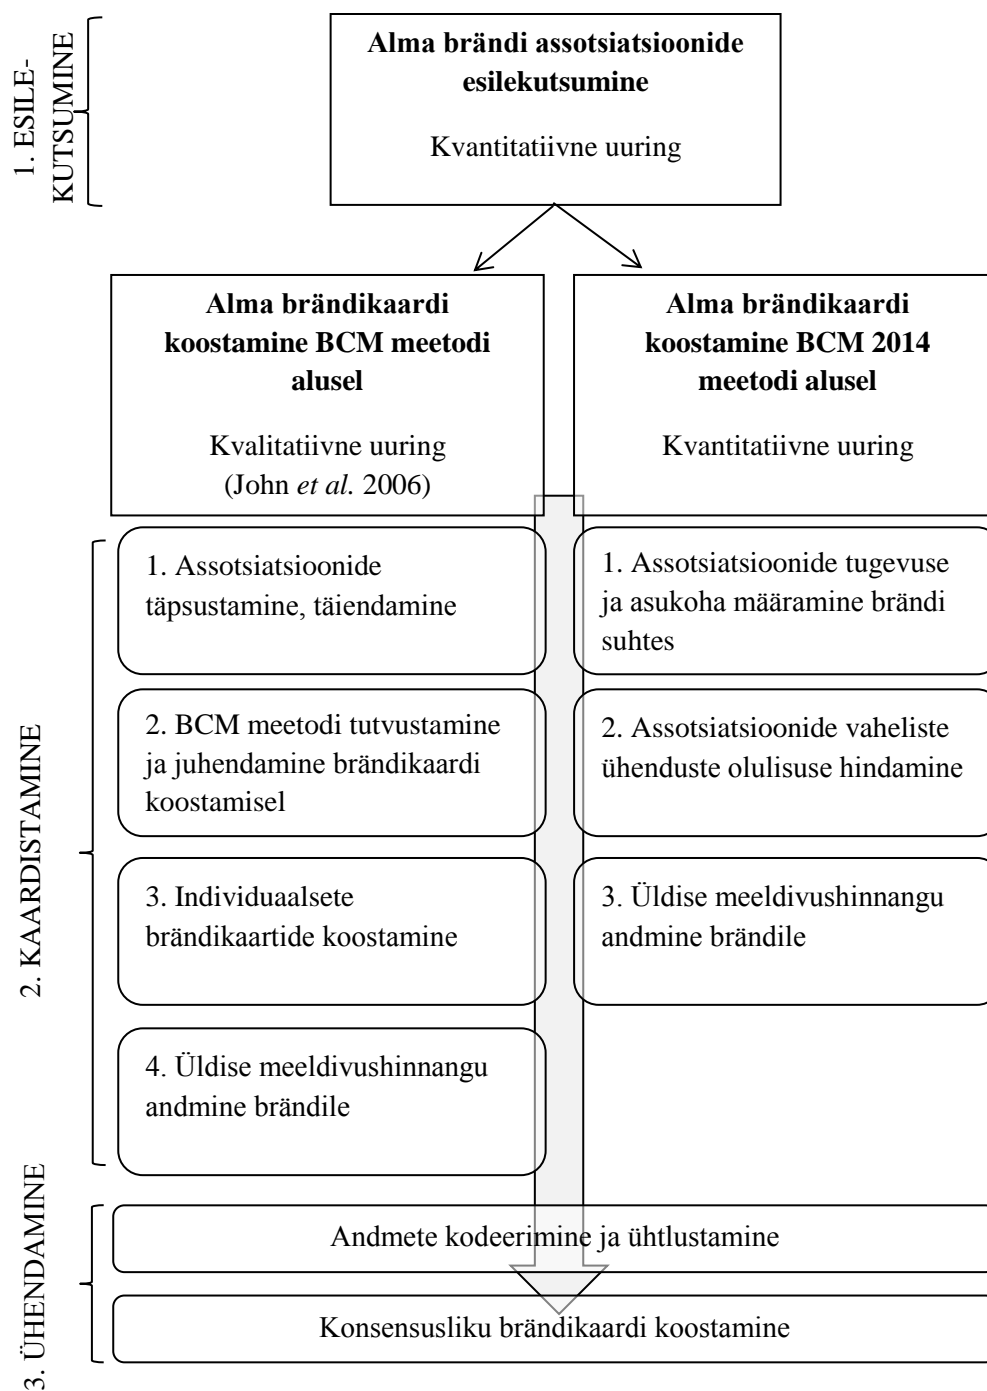 1. ESILE-
KUTSUMINE
Alma brändi assotsiatsioonide
esilekutsumine
Kvantitatiivne uuring
Alma brändikaardi
koostamine BCM meetodi
alusel
Kvalitatiivne uuring
(John et al. 2006)
Alma brändikaardi
koostamine BCM 2014
meetodi alusel
Kvantitatiivne uuring
2. KAARDISTAMINE
1. Assotsiatsioonide
täpsustamine, täiendamine
2. BCM meetodi tutvustamine
ja juhendamine brändikaardi
koostamisel
3. Individuaalsete
brändikaartide koostamine
4. Üldise meeldivushinnangu
andmine brändile
1. Assotsiatsioonide tugevuse
ja asukoha määramine brändi
suhtes
2. Assotsiatsioonide vaheliste
ühenduste olulisuse hindamine
3. Üldise meeldivushinnangu
andmine brändile
3. ÜHENDAMINE
Andmete kodeerimine ja ühtlustamine
Konsensusliku brändikaardi koostamine